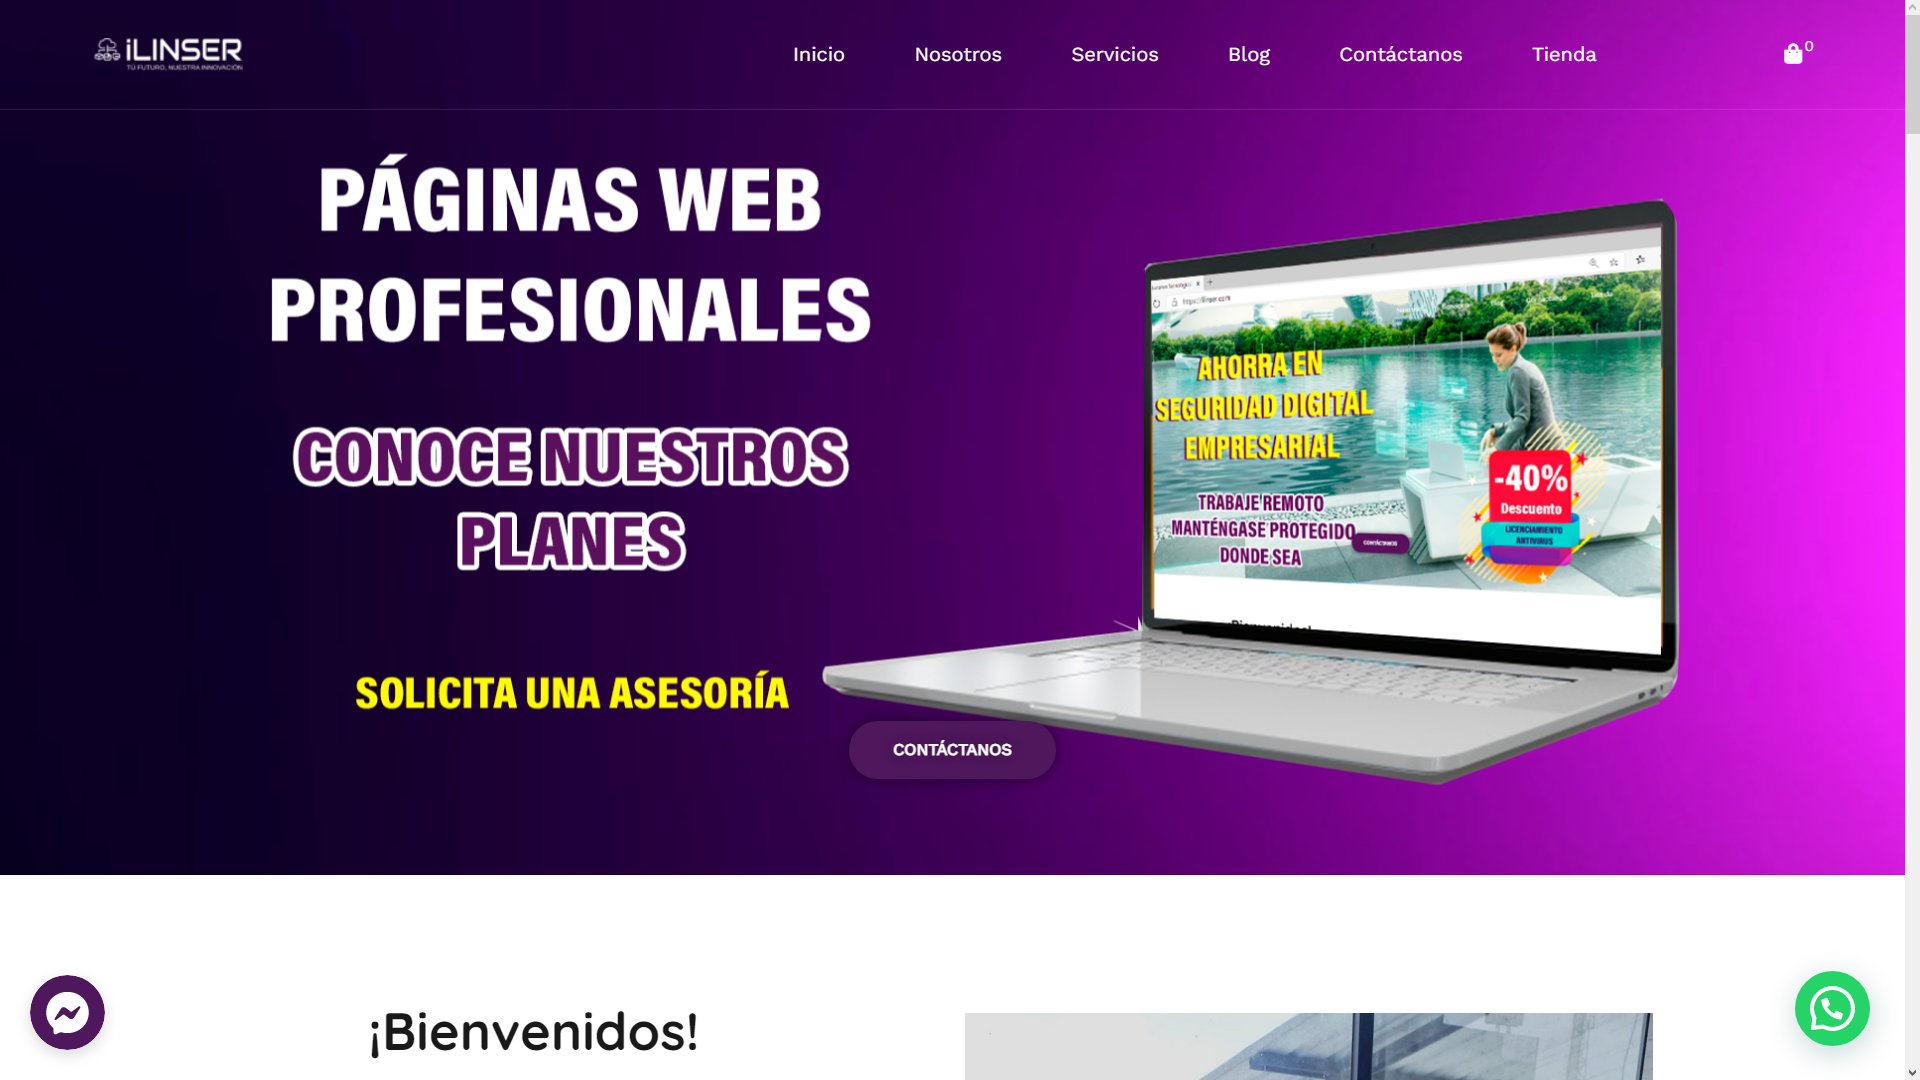 iLINSER
TU FUTURO, NUESTRA INNOVACIÓN
Inicio
Nosotros
Servicios
Blog
Contáctanos
Tienda
0
PÁGINAS WEB
PROFESIONALES
CONOCE NUESTROS
PLANES
SOLICITA UNA ASESORÍA
CONTÁCTANOS
AHORRA EN
SEGURIDAD DIGITAL
EMPRESARIAL
TRABAJE REMOTO
MANTÉNGASE PROTEGIDO
DONDE SEA
CONTÁCTANOS
-40%
Descuento
LICENCIAMIENTO
ANTIVIRUS
¡Bienvenidos!